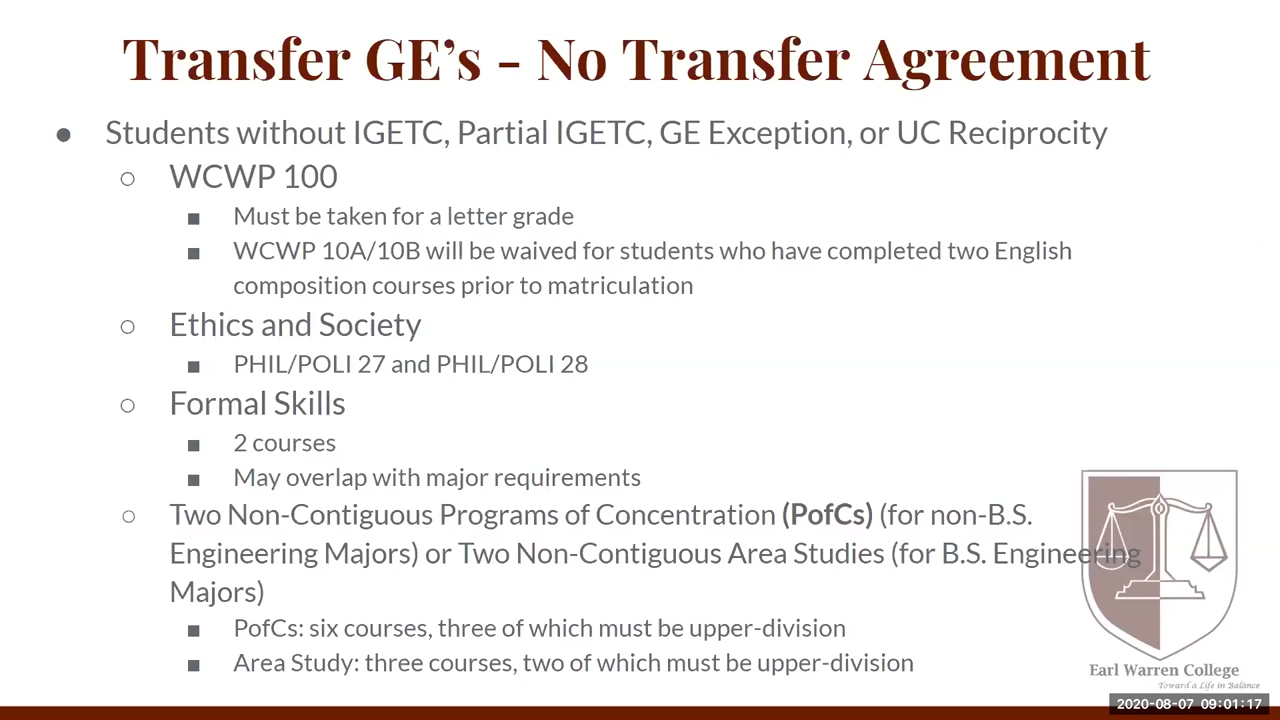 Transfer GE's - No Transfer Agreement
● Students without IGETC, Partial IGETC, GE Exception, or UC Reciprocity
○ WCWP 100
■ Must be taken for a letter grade
■ WCWP 10A/10B will be waived for students who have completed two English
composition courses prior to matriculation
○ Ethics and Society
■ PHIL/POLI 27 and PHIL/POLI 28
○ Formal Skills
■ 2 courses
■ May overlap with major requirements
○ Two Non-Contiguous Programs of Concentration (PofCs) (for non-B.S.
Engineering Majors) or Two Non-Contiguous Area Studies (for B.S. Engineering
Majors)
■ PofCs: six courses, three of which must be upper-division
■ Area Study: three courses, two of which must be upper-division
Earl Warren College
Toward a Life in Balance
2020-08-07 09:01:17